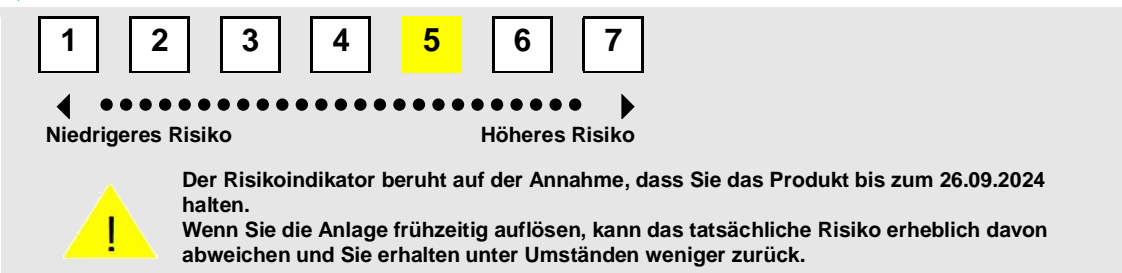 1 2 3 4 5 6 7
Niedrigeres Risiko Höheres Risiko
Der Risikoindikator beruht auf der Annahme, dass Sie das Produkt bis zum 26.09.2024
halten.
Wenn Sie die Anlage frühzeitig auflösen, kann das tatsächliche Risiko erheblich davon
abweichen und Sie erhalten unter Umständen weniger zurück.
!